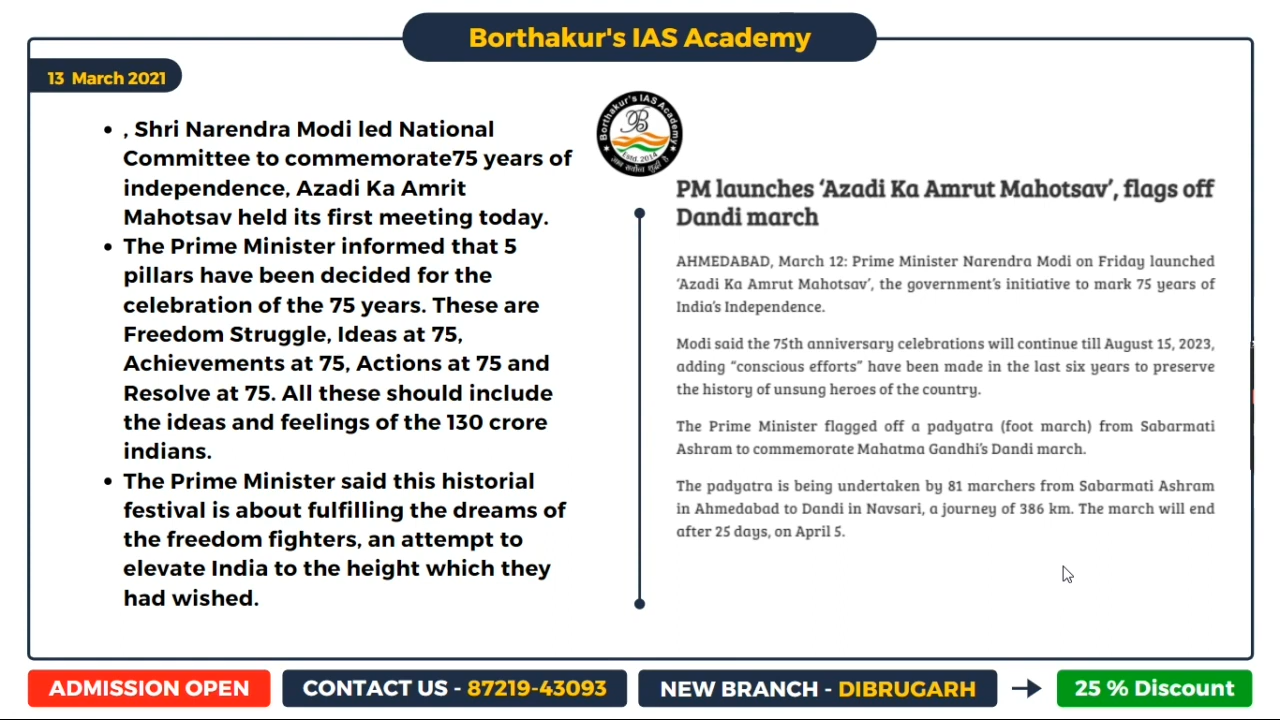 Borthakur's IAS Academy
13 March 2021
• , Shri Narendra Modi led National
Committee to commemorate75 years of
independence, Azadi Ka Amrit
Mahotsav held its first meeting today.
• The Prime Minister informed that 5
pillars have been decided for the
celebration of the 75 years. These are
Freedom Struggle, Ideas at 75,
Achievements at 75, Actions at 75 and
Resolve at 75. All these should include
the ideas and feelings of the 130 crore
indians.
• The Prime Minister said this historial
festival is about fulfilling the dreams of
the freedom fighters, an attempt to
elevate India to the height which they
had wished.
Borthakur's IAS Academy
B
Estd. 2014
PM launches ‘Azadi Ka Amrut Mahotsav’, flags off
Dandi march
AHMEDABAD, March 12: Prime Minister Narendra Modi on Friday launched
‘Azadi Ka Amrut Mahotsav’, the government’s initiative to mark 75 years of
India’s Independence.
Modi said the 75th anniversary celebrations will continue till August 15, 2023,
adding “conscious efforts” have been made in the last six years to preserve
the history of unsung heroes of the country.
The Prime Minister flagged off a padyatra (foot march) from Sabarmati
Ashram to commemorate Mahatma Gandhi’s Dandi march.
The padyatra is being undertaken by 81 marchers from Sabarmati Ashram
in Ahmedabad to Dandi in Navsari, a journey of 386 km. The march will end
after 25 days, on April 5.
ADMISSION OPEN
CONTACT US - 87219-43093
NEW BRANCH - DIBRUGARH
25 % Discount